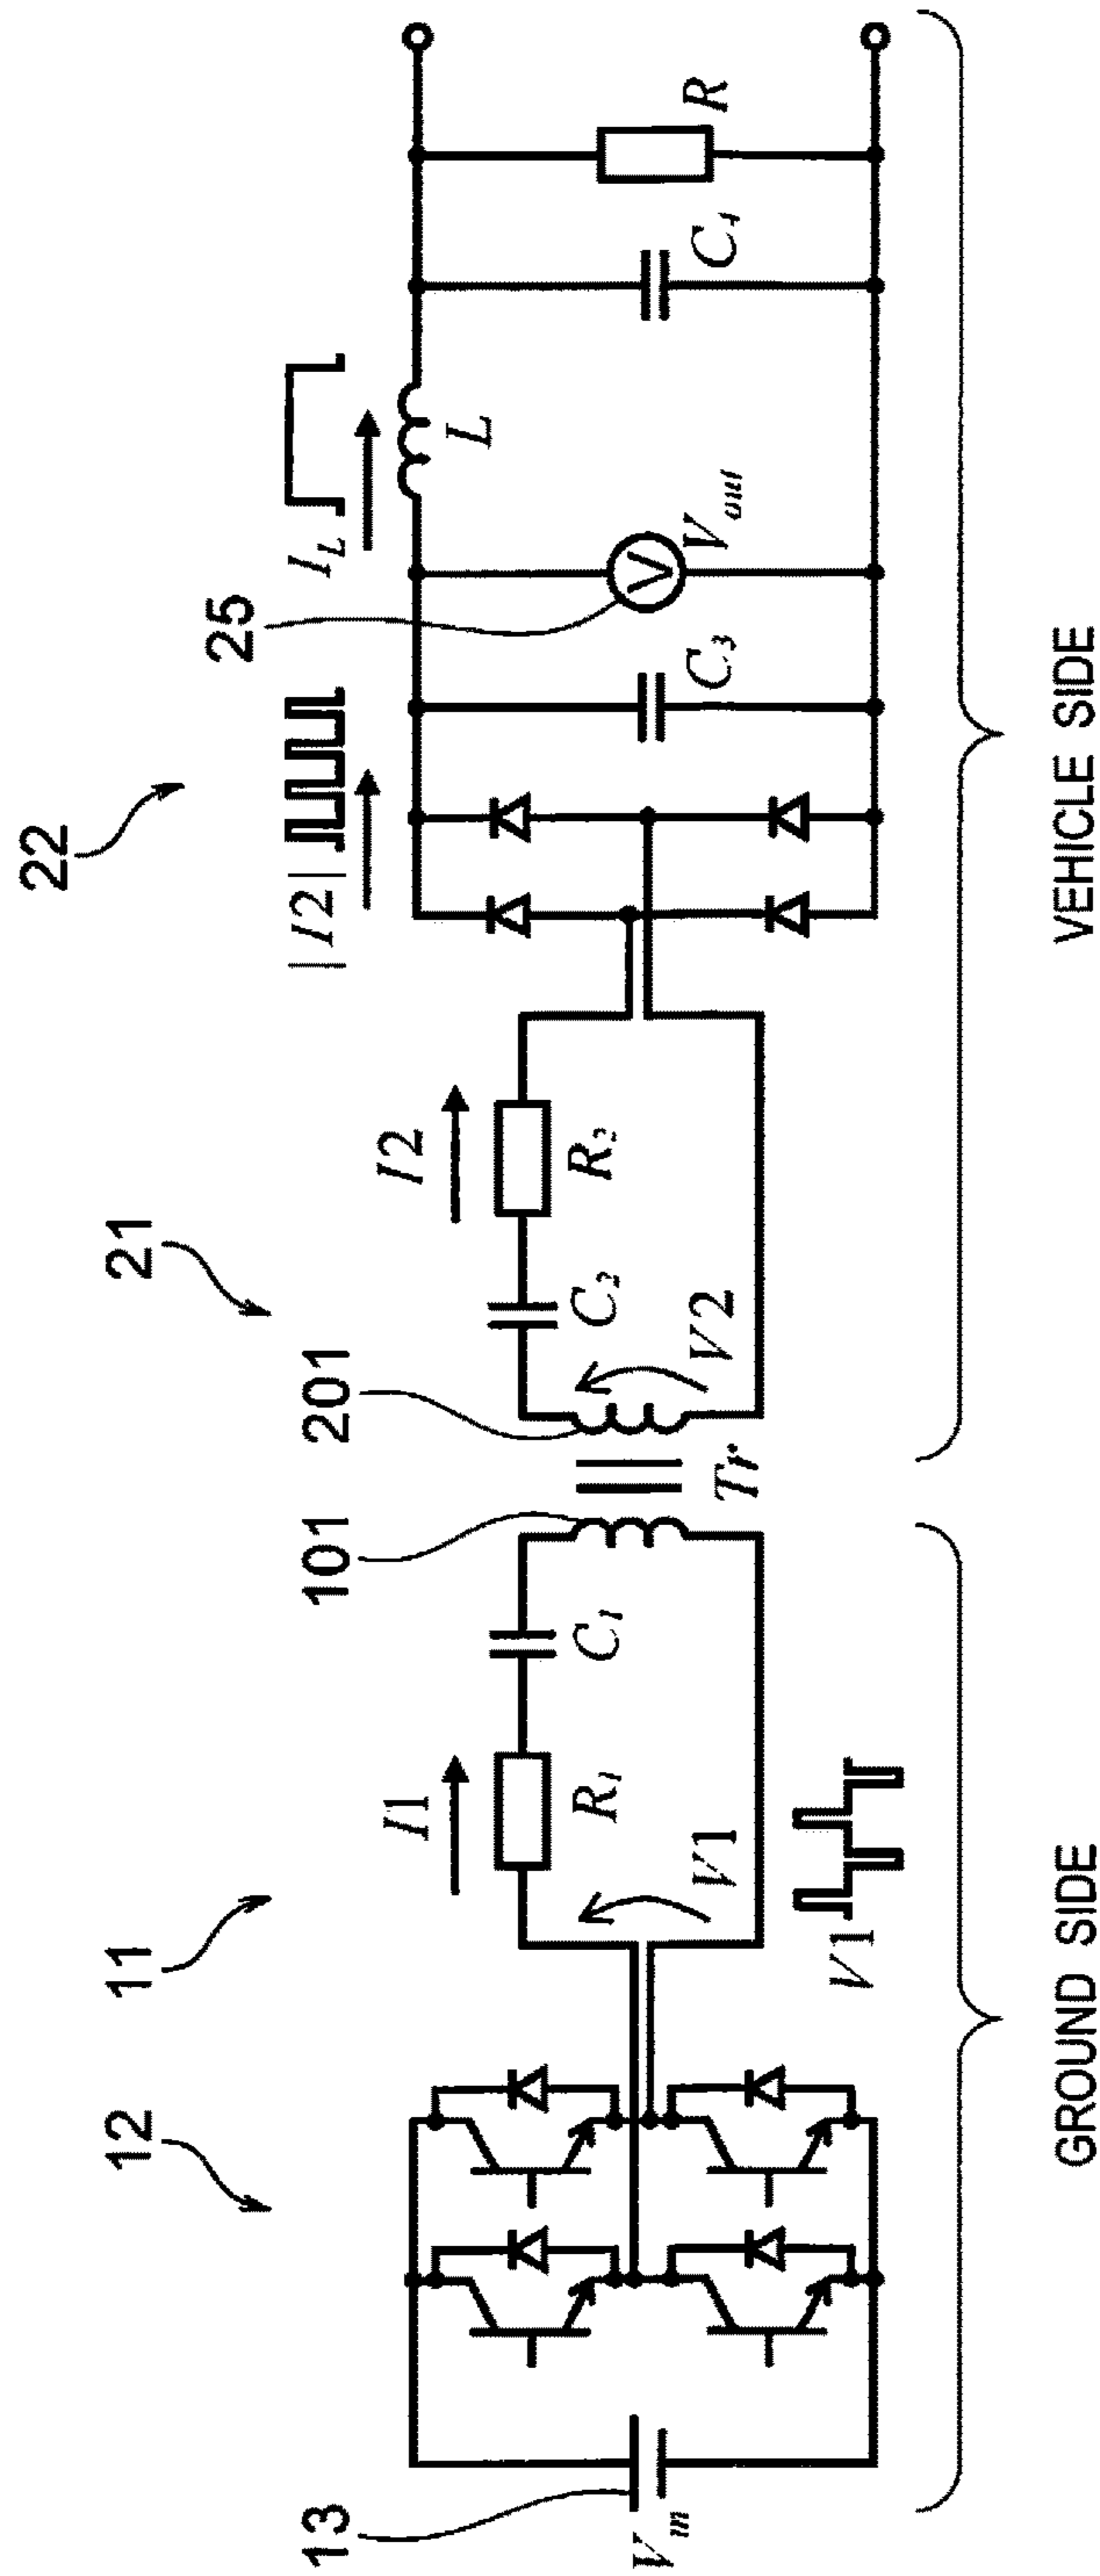 22
21
12
11
25
|I2|
I_L
13
101
201
I1
I2
L
R_1
C_1
C_2
R_2
C_3
V_out
C_4
R
V_in
V1
Tr
V2
V
V1
GROUND SIDE
VEHICLE SIDE